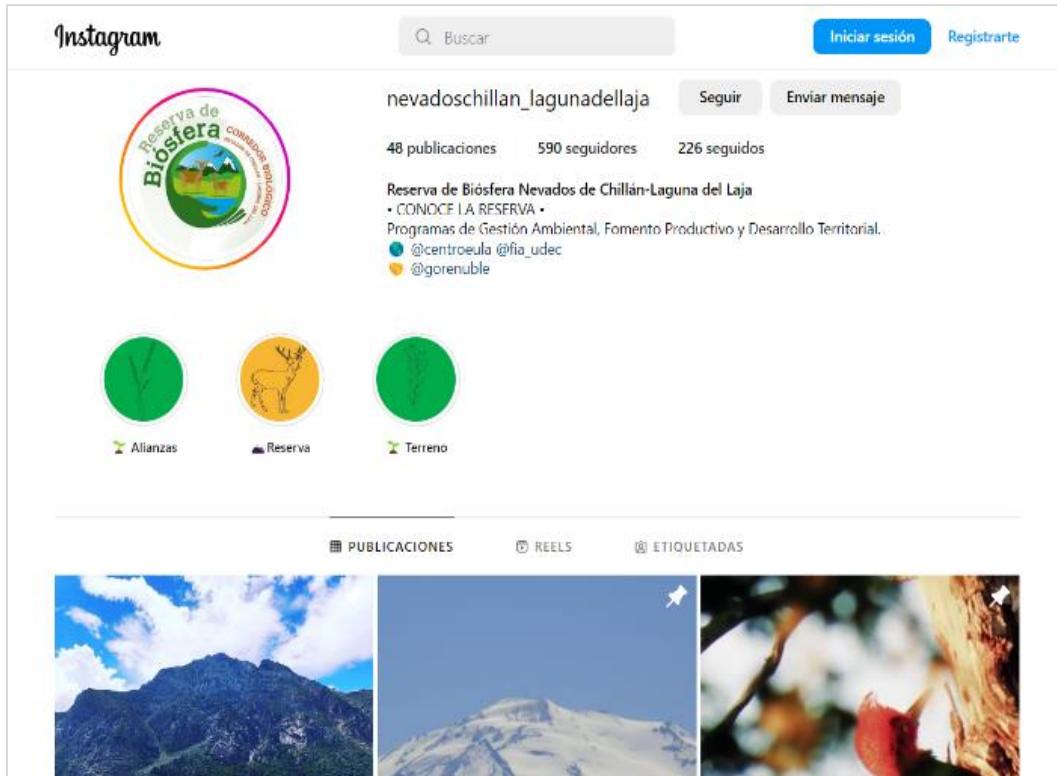 Instagram
Buscar
Iniciar sesión
Registrarte
nevadoschillan_lagunadellaja
Seguir
Enviar mensaje
48 publicaciones 590 seguidores 226 seguidos
Reserva de Biósfera Nevados de Chillán-Laguna del Laja
• CONOCE LA RESERVA •
Programas de Gestión Ambiental, Fomento Productivo y Desarrollo Territorial.
@centroeula @fia_udec
@gorenuble
Reserva de
Biósfera
CORREDOR BIOLOGICO
Alianzas
Reserva
Terreno
PUBLICACIONES
REELS
ETIQUETADAS